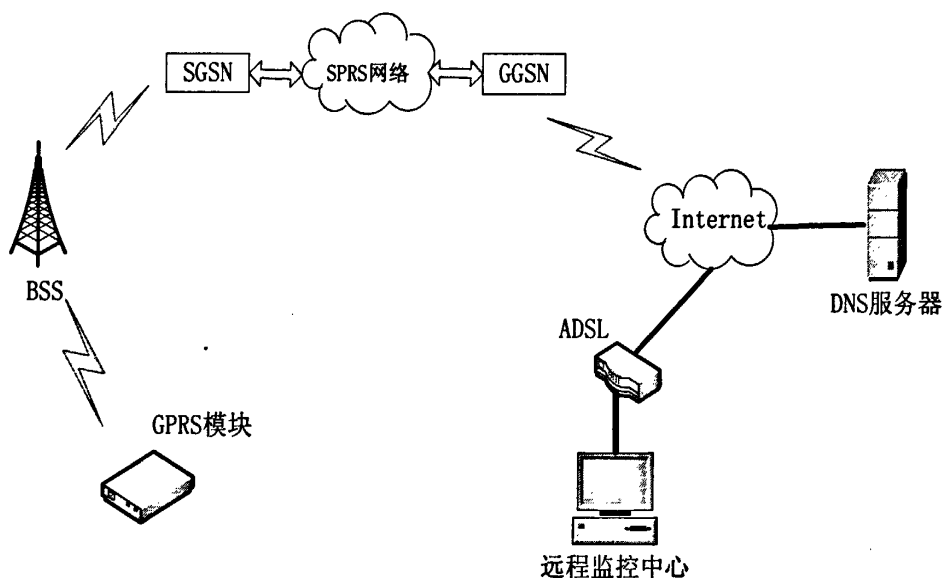 SGSN
SPRS网络
GGSN
Internet
BSS
DNS服务器
ADSL
GPRS模块
远程监控中心